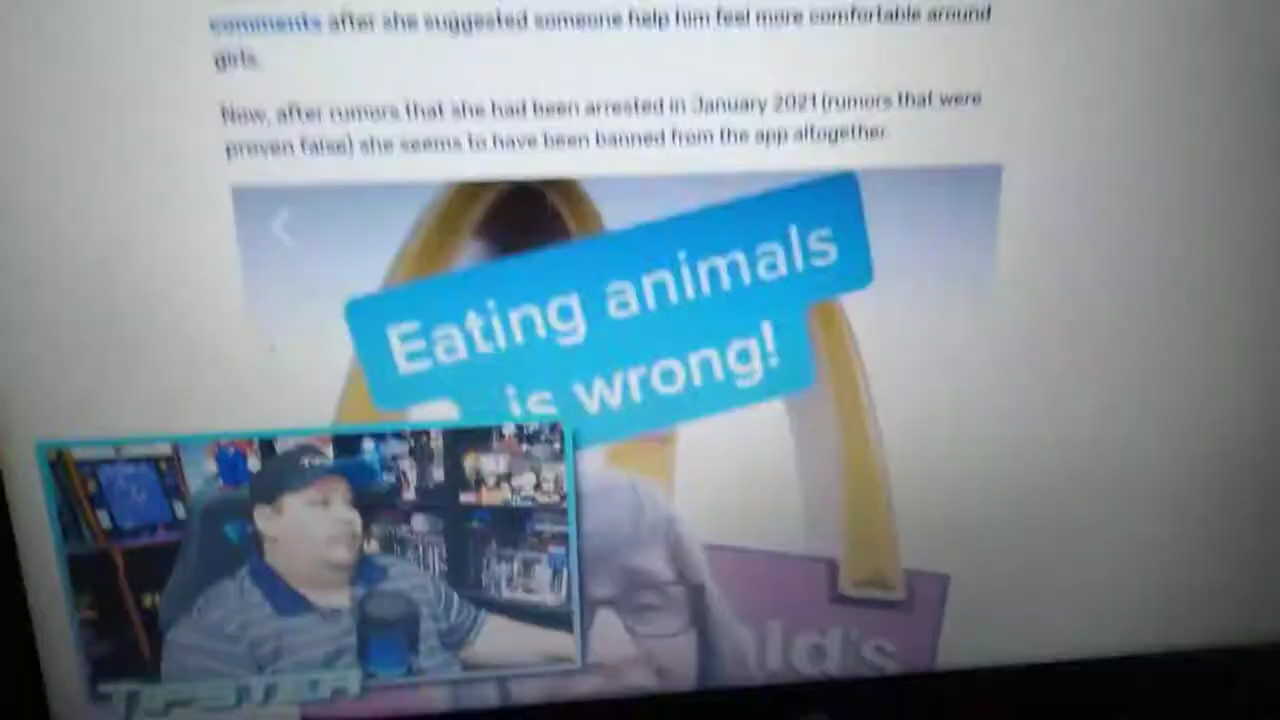 comments after she suggested someone help him feel more comfortable around
girls.
Now, after rumors that she had been arrested in January 2021 (rumors that were
proven false) she seems to have been banned from the app altogether
Eating animals
is wrong!
ld's
TIPSTER